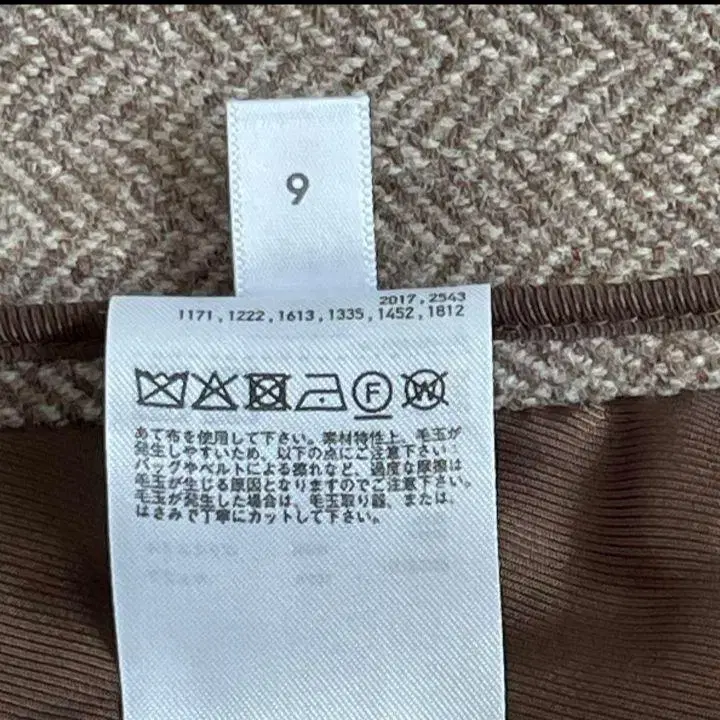 9
2017,2543
1171,1222,1613,1335,1452,1812
F
W
あて布を使用して下さい。素材特性上、毛玉が
発生しやすいため、以下の点にご注意下さい：
バッグやベルトによる擦れなど、過度な摩擦は
毛玉が生じる原因となりますのでご注意下さい。
毛玉が発生した場合は、毛玉取り器、または、
はさみで丁寧にカットして下さい。